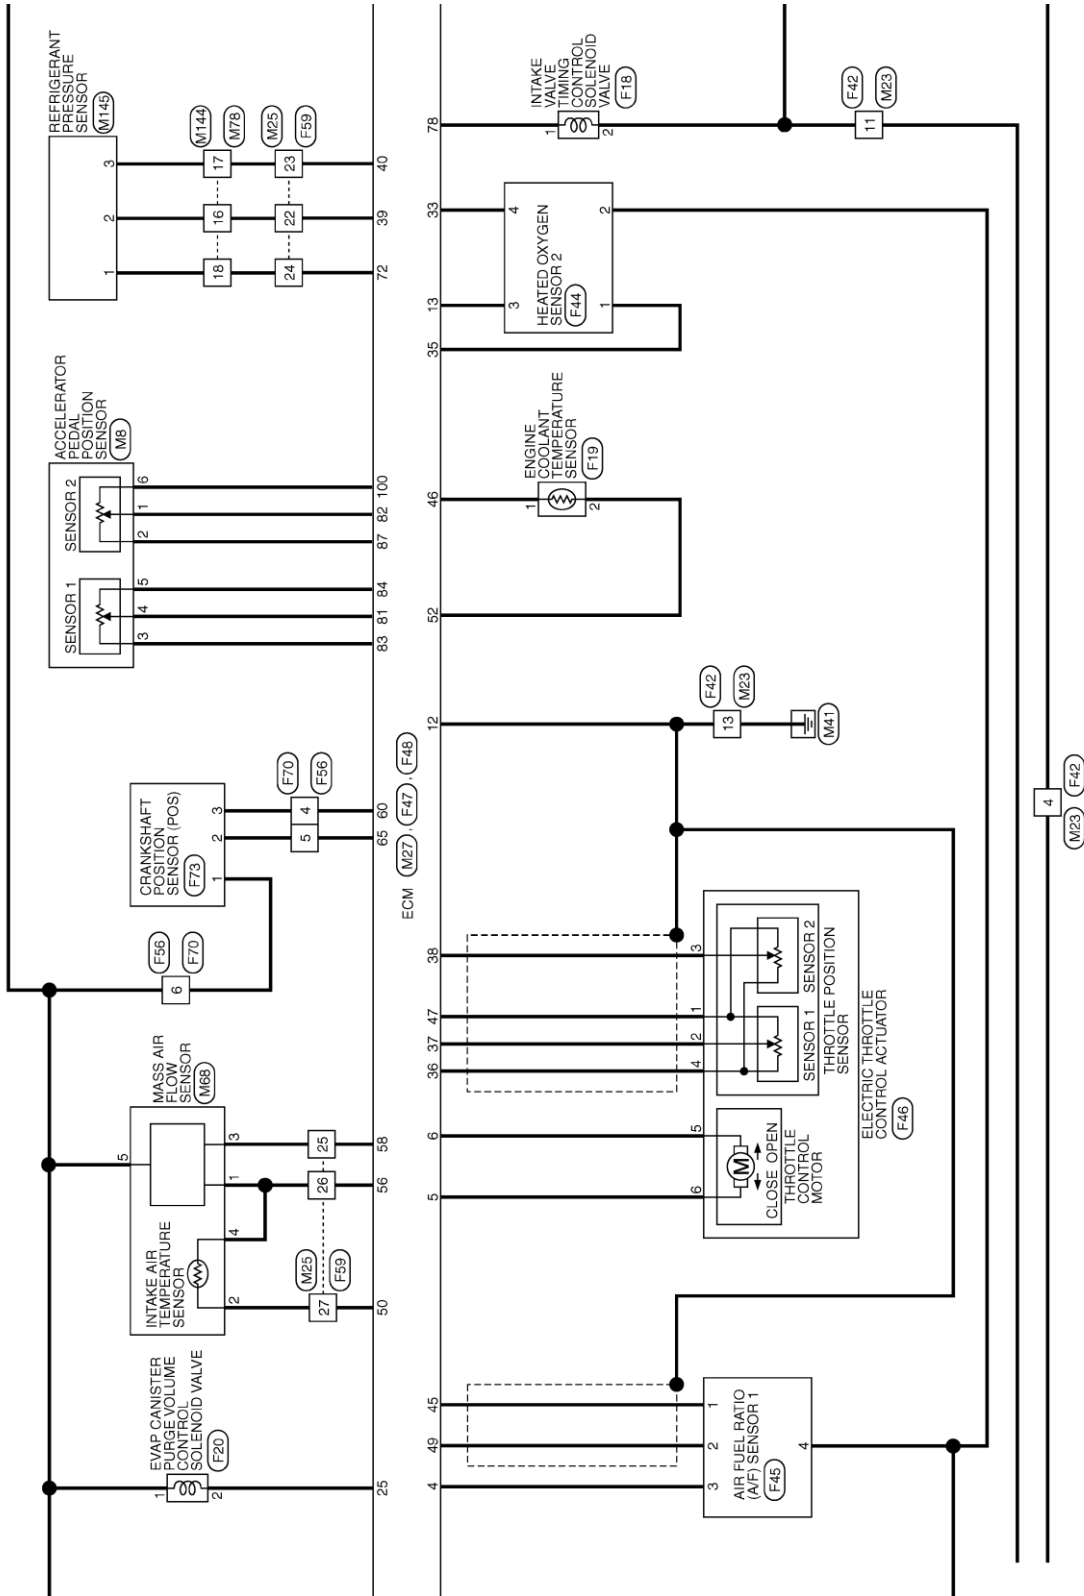 EVAP CANISTER
PURGE VOLUME
CONTROL
SOLENOID VALVE
F20
1
2
25
INTAKE AIR
TEMPERATURE
SENSOR
MASS AIR
FLOW
SENSOR
M68
5
2
4
1
3
M25
F59
27
26
25
50
56
58
F56
F70
6
CRANKSHAFT
POSITION
SENSOR (POS)
F73
1
2
3
F70
F56
5
4
65
60
ACCELERATOR
PEDAL
POSITION
SENSOR
M8
SENSOR 1
SENSOR 2
3
4
5
2
1
6
83
81
84
87
82
100
REFRIGERANT
PRESSURE
SENSOR
M145
1
2
3
M144
M78
18
16
17
M25
F59
24
22
23
72
39
40
ECM M27 , F47 , F48
4
49
45
5
6
36
37
47
38
12
52
46
35
13
33
78
3
2
1
AIR FUEL RATIO
(A/F) SENSOR 1
F45
4
6
5
4
2
1
3
M
CLOSE OPEN
THROTTLE
CONTROL
MOTOR
SENSOR 1
SENSOR 2
THROTTLE POSITION
SENSOR
ELECTRIC THROTTLE
CONTROL ACTUATOR
F46
F42
M23
13
M41
ENGINE
COOLANT
TEMPERATURE
SENSOR
F19
1
2
3
4
HEATED OXYGEN
SENSOR 2
F44
1
2
INTAKE
VALVE
TIMING
CONTROL
SOLENOID
VALVE
F18
1
2
F42
M23
11
4
M23
F42